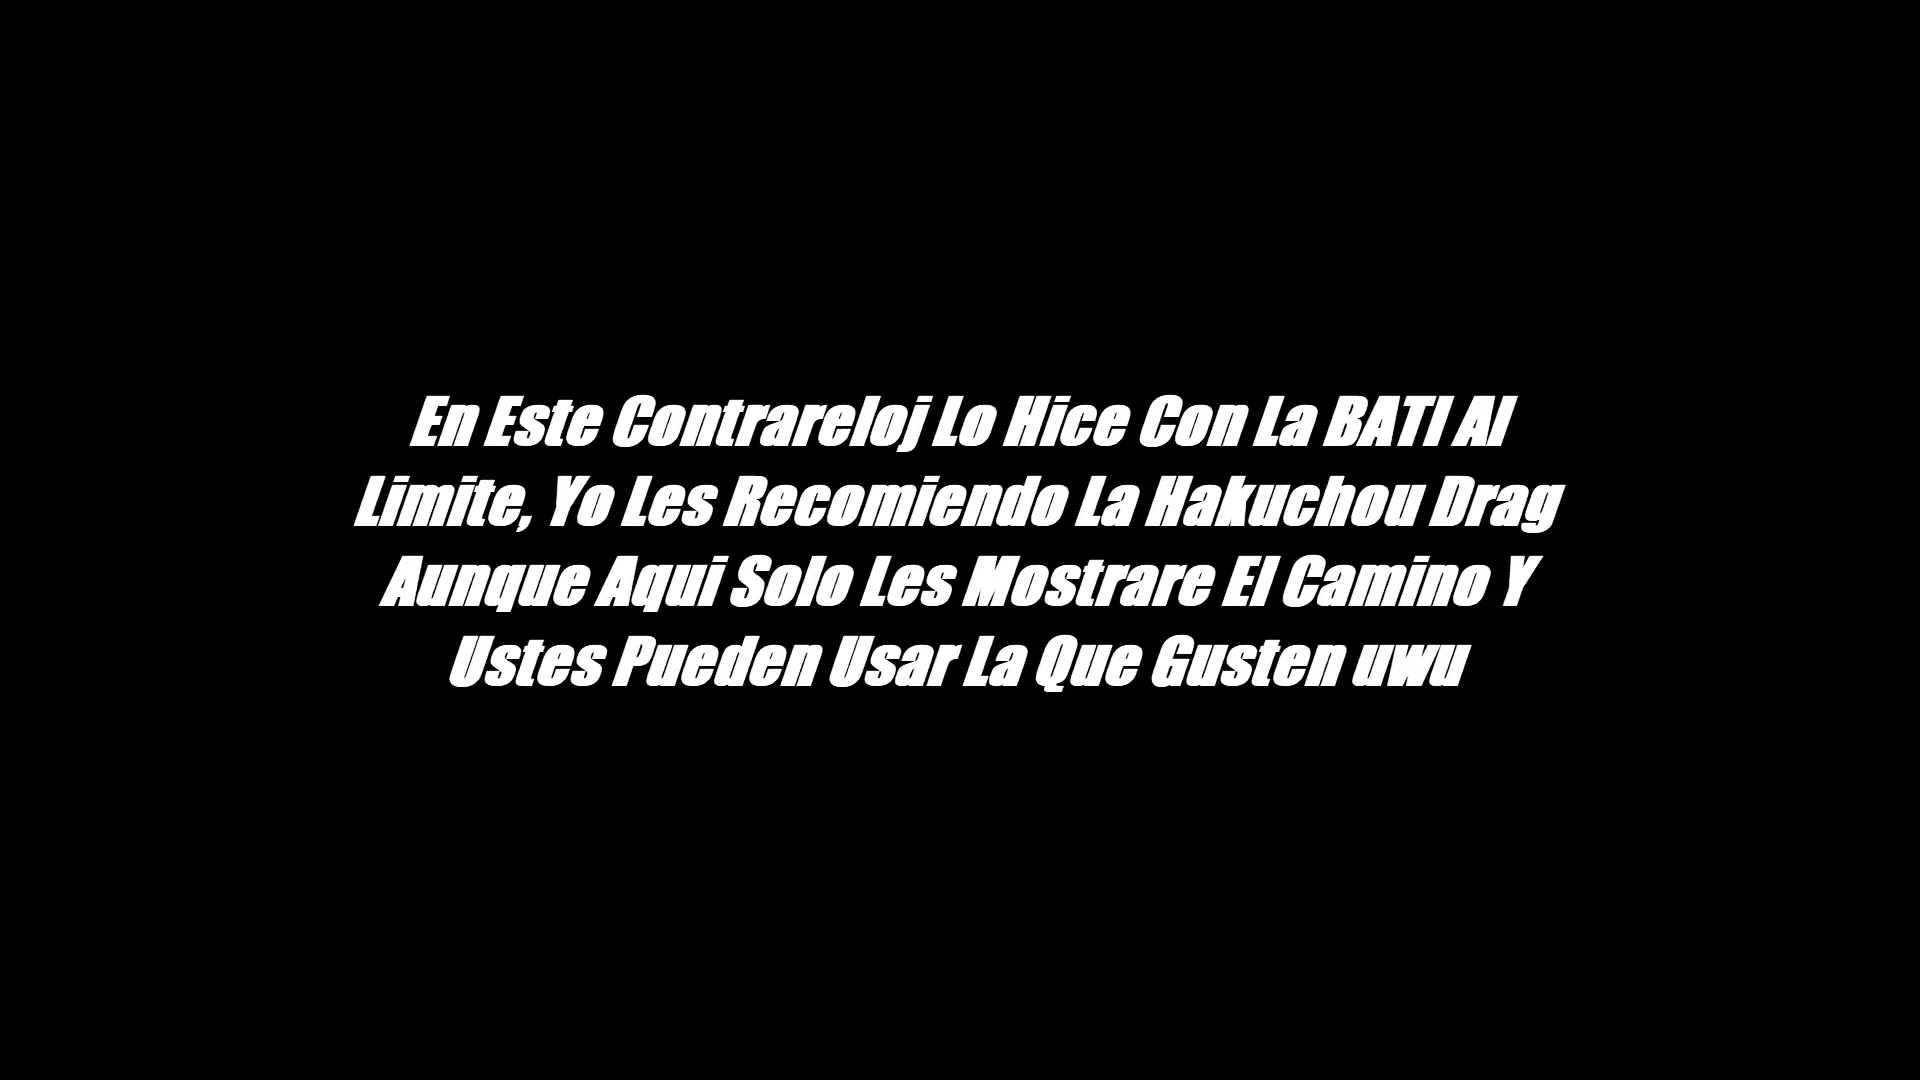 En Este Contrareloj Lo Hice Con La BATI Al
Limite, Yo Les Recomiendo La Hakuchou Drag
Aunque Aqui Solo Les Mostrare El Camino Y
Ustes Pueden Usar La Que Gusten uwu